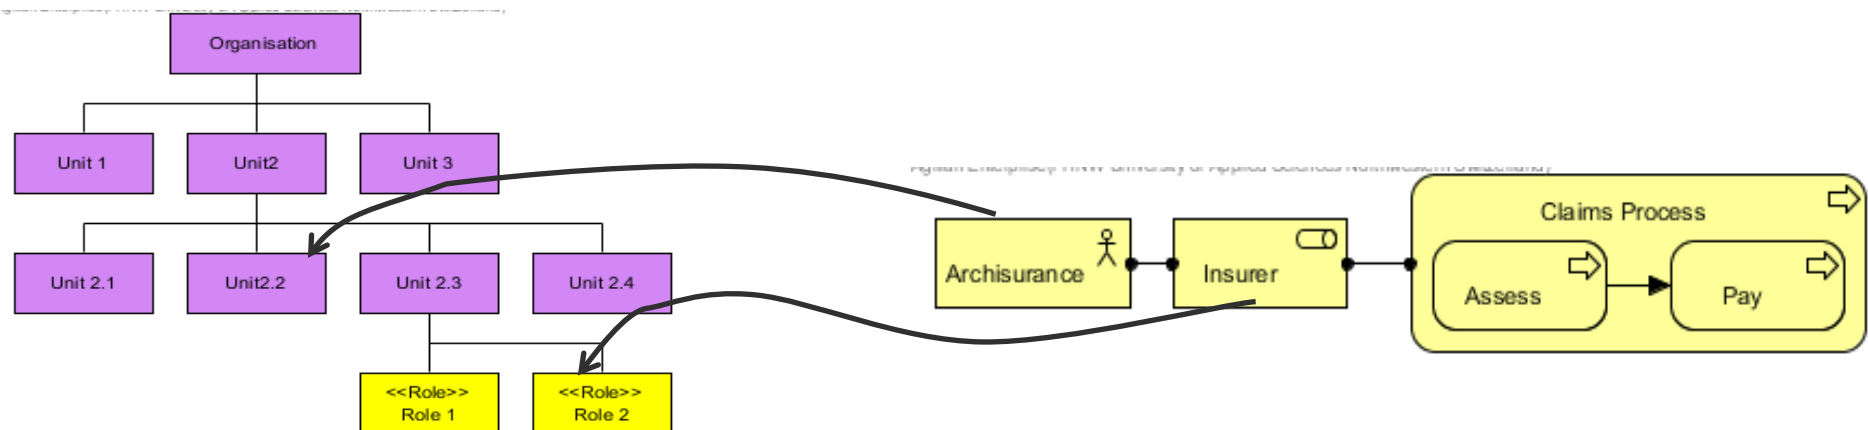 Organisation
Unit 1
Unit2
Unit 3
Unit 2.1
Unit2.2
Unit 2.3
Unit 2.4
<<Role>>
Role 1
<<Role>>
Role 2
Archisurance
Insurer
Claims Process
Assess
Pay